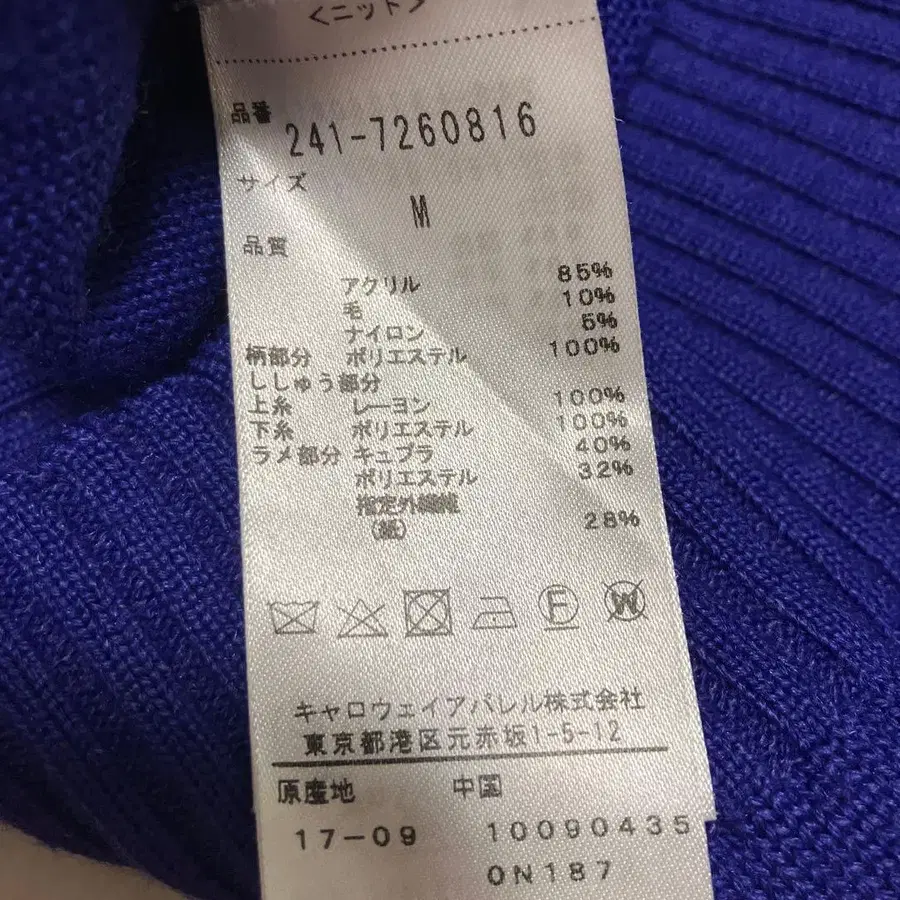 <ニット>
品番
241-7260816
サイズ
M
品質
アクリル 85%
毛 10%
ナイロン 5%
柄部分 ポリエステル 100%
ししゅう部分
上糸 レーヨン 100%
下糸 ポリエステル 100%
ラメ部分 キュプラ 40%
ポリエステル 32%
指定外繊維
(紙) 28%
F W
キャロウェイアパレル株式会社
東京都港区元赤坂1-5-12
原産地 中国
17-09 10090435
0N187